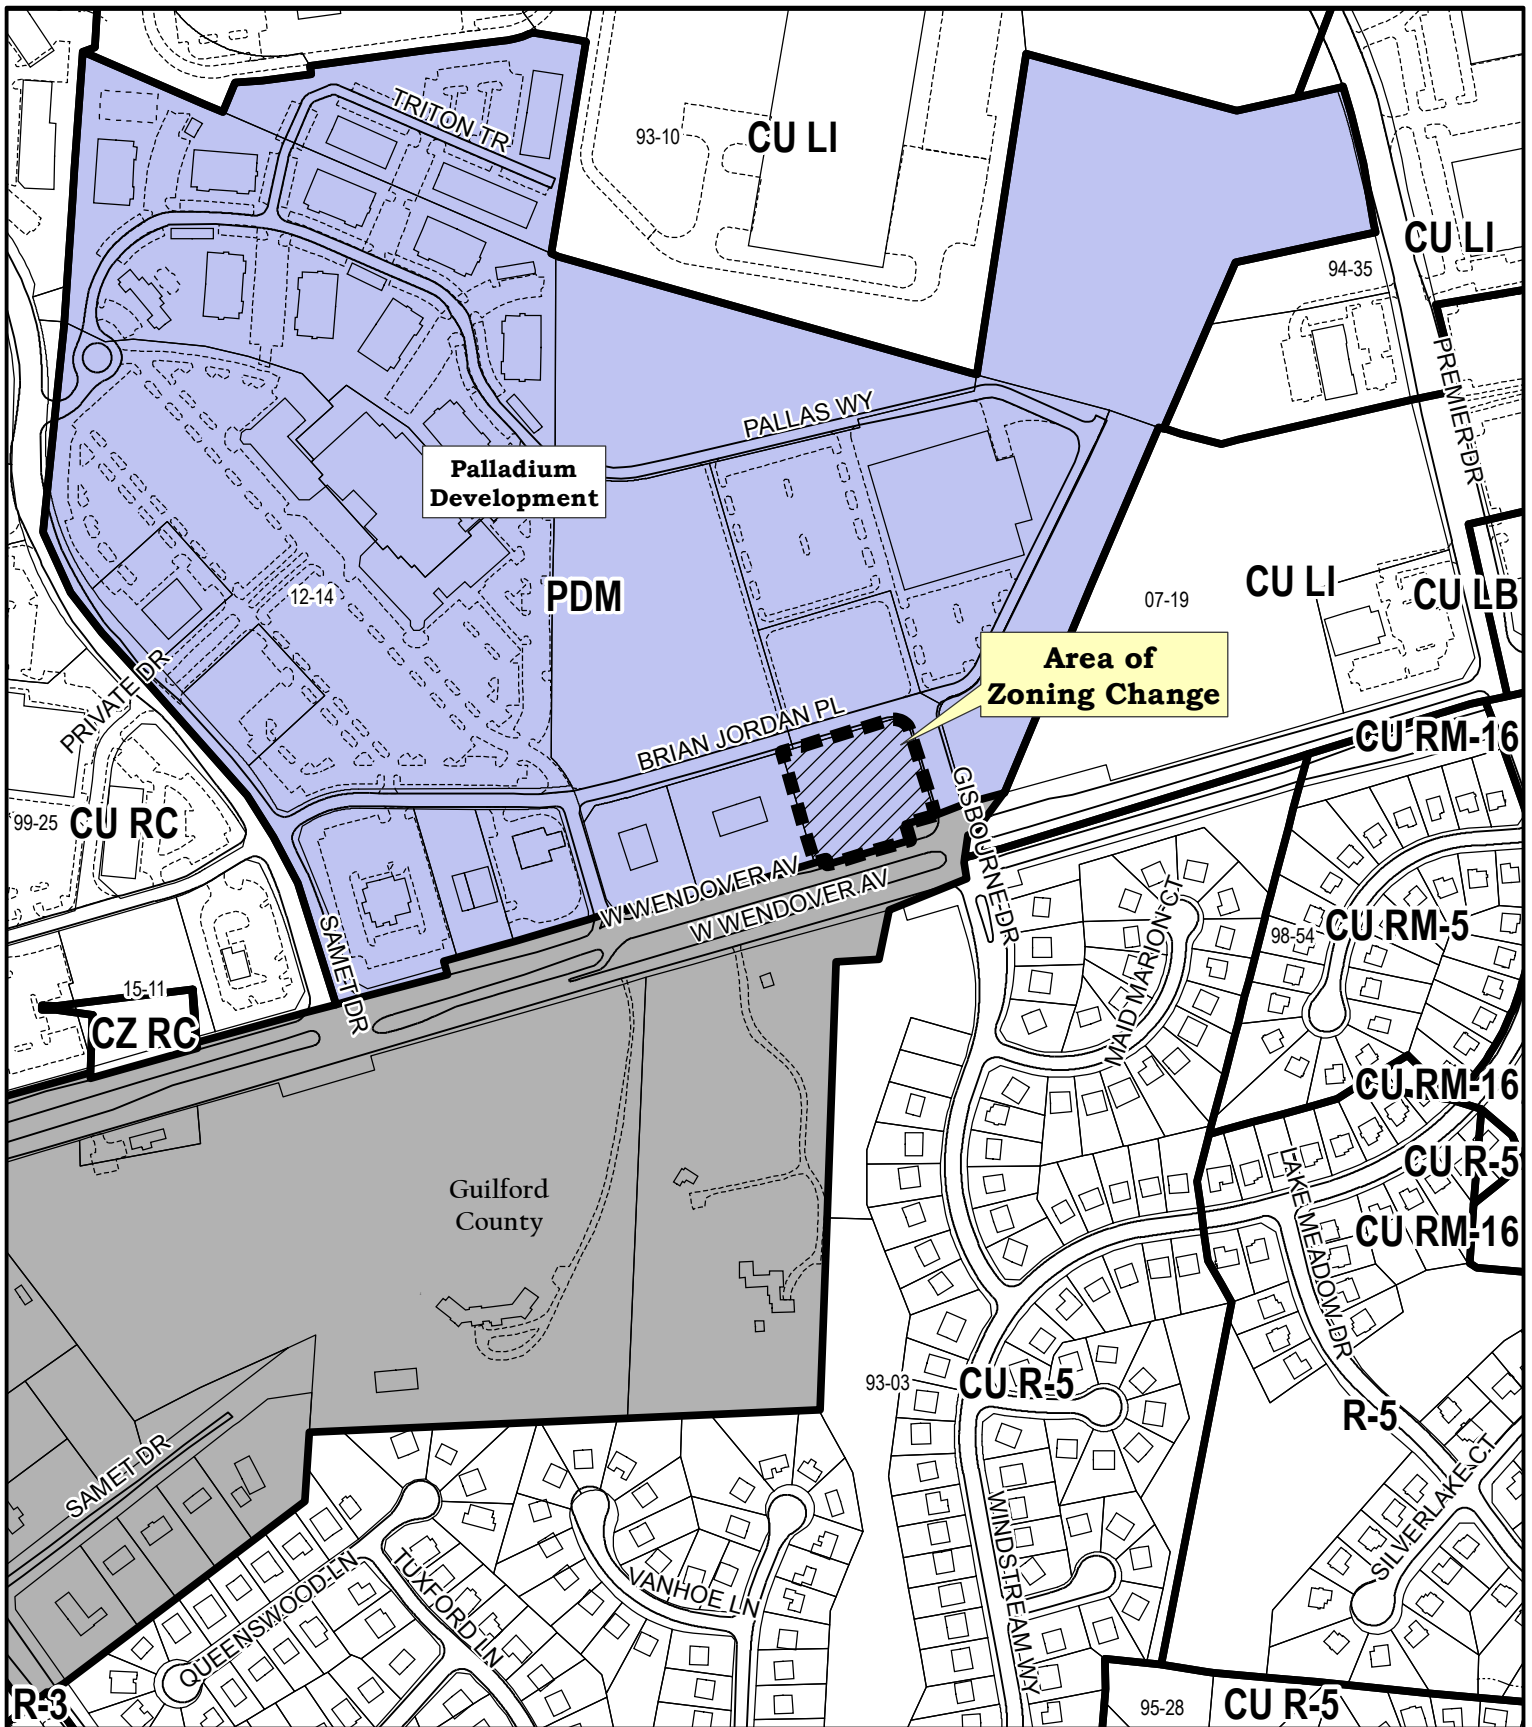 TRITON TR
93-10
CU LI
CU LI
94-35
PREMIER DR
PALLAS WY
Palladium
Development
12-14
PDM
CU LI
07-19
CU LB
Area of
Zoning Change
PRIVATE DR
BRIAN JORDAN PL
CU RM-16
GISBOURNE DR
99-25
CU RC
W WENDOVER AV
W WENDOVER AV
SAMET DR
MAID MARION CT
98-54
CU RM-5
15-11
CZ RC
CU RM-16
CU R-5
LAKE MEADOW DR
Guilford
County
CU RM-16
93-03
CU R-5
R-5
SAMET DR
SILVERLAKE CT
WINDSTREAM WY
QUEENSWOOD LN
TUXFORD LN
VANHOE LN
R-3
95-28
CU R-5